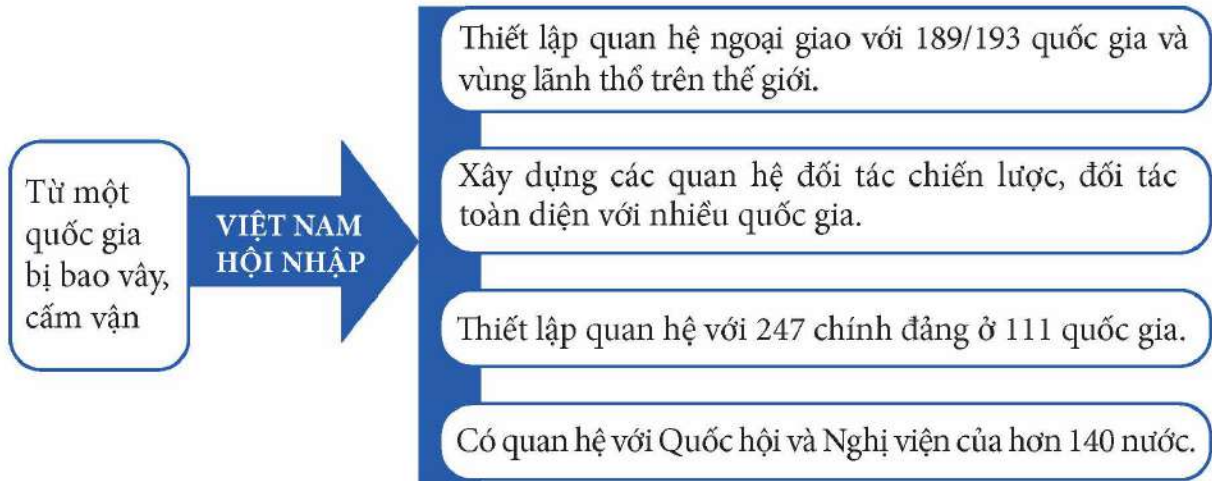 Từ một
quốc gia
bị bao vây,
cấm vận
VIỆT NAM
HỘI NHẬP
Thiết lập quan hệ ngoại giao với 189/193 quốc gia và
vùng lãnh thổ trên thế giới.
Xây dựng các quan hệ đối tác chiến lược, đối tác
toàn diện với nhiều quốc gia.
Thiết lập quan hệ với 247 chính đảng ở 111 quốc gia.
Có quan hệ với Quốc hội và Nghị viện của hơn 140 nước.